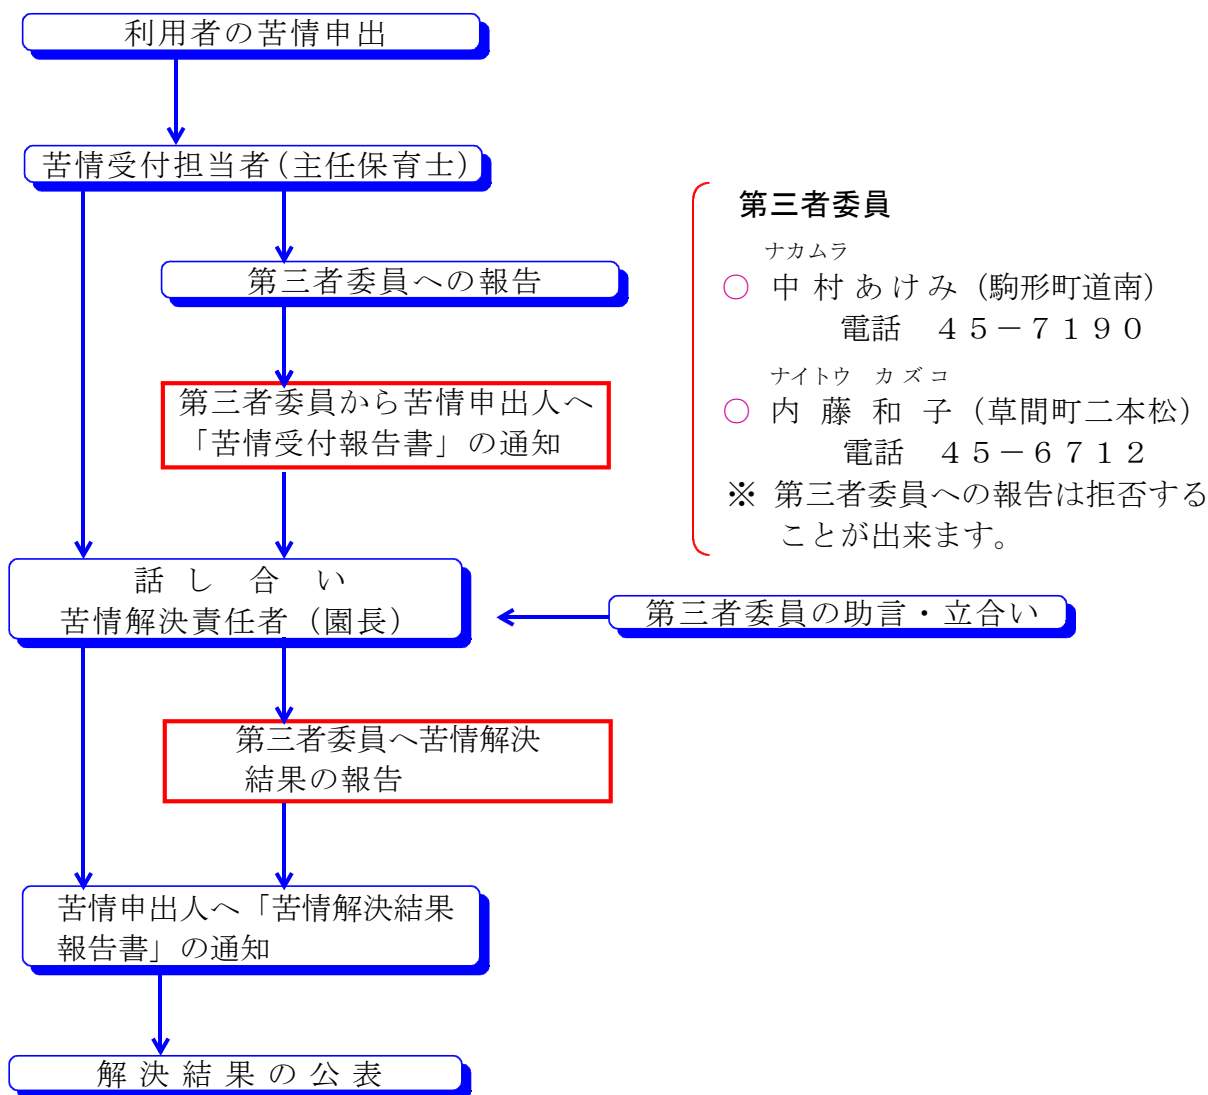 利用者の苦情申出
苦情受付担当者(主任保育士)
第三者委員への報告
第三者委員から苦情申出人へ
「苦情受付報告書」の通知
話し合い
苦情解決責任者(園長)
第三者委員の助言・立合い
第三者委員へ苦情解決
結果の報告
苦情申出人へ「苦情解決結果
報告書」の通知
解決結果の公表
第三者委員
ナカムラ
○ 中村あけみ(駒形町道南)
電話 45-7190
ナイトウ カズコ
○ 内藤和子(草間町二本松)
電話 45-6712
※ 第三者委員への報告は拒否する
ことが出来ます。